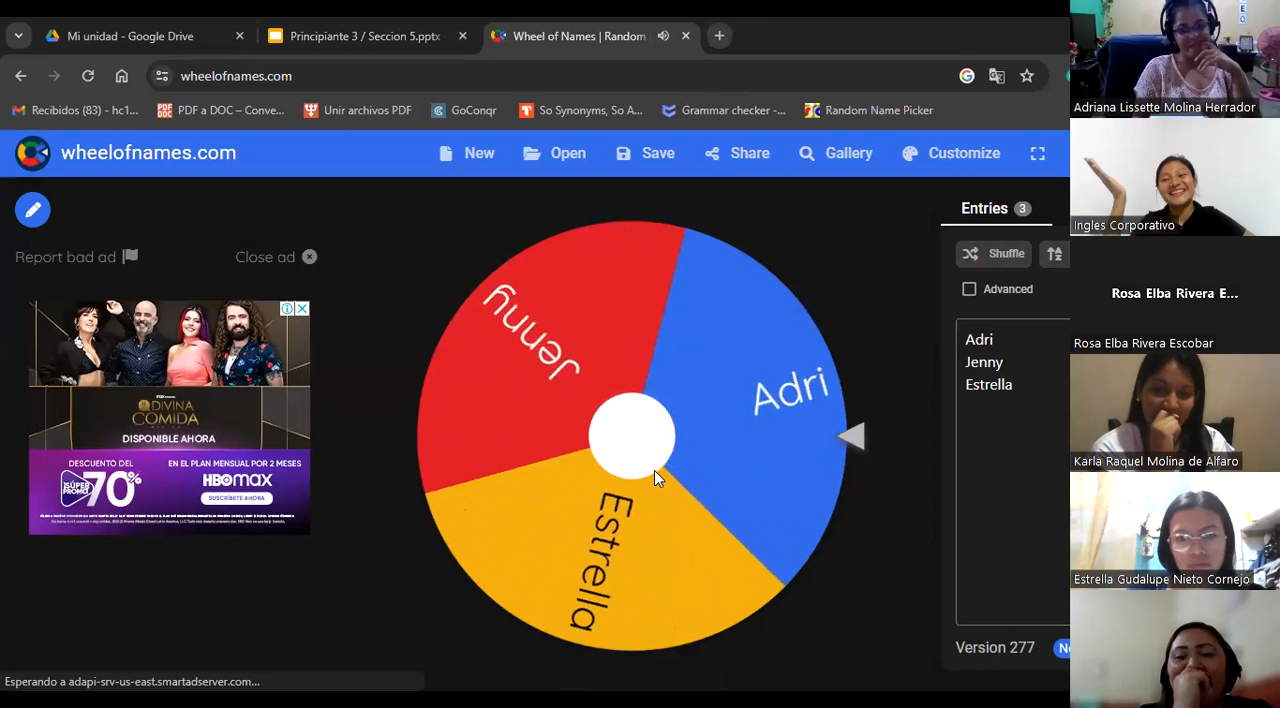 Mi unidad - Google Drive
Principiante 3 / Seccion 5.pptx
Wheel of Names | Random
wheelofnames.com
Recibidos (83) - hc1...
PDF a DOC – Conve...
Unir archivos PDF
GoConqr
So Synonyms, So A...
Grammar checker -...
Random Name Picker
wheelofnames.com
New
Open
Save
Share
Gallery
Customize
Report bad ad
Close ad
DIVINA
COMIDA
DISPONIBLE AHORA
DESCUENTO DEL
70%
EN EL PLAN MENSUAL POR 2 MESES
HBOmax
SUSCRÍBETE AHORA
Jenny
Adri
Estrella
Entries 3
Shuffle
Advanced
Adri
Jenny
Estrella
Version 277
Esperando a adapi-srv-us-east.smartadserver.com...
Adriana Lissette Molina Herrador
Ingles Corporativo
Rosa Elba Rivera E...
Rosa Elba Rivera Escobar
Karla Raquel Molina de Alfaro
Estrella Gudalupe Nieto Cornejo